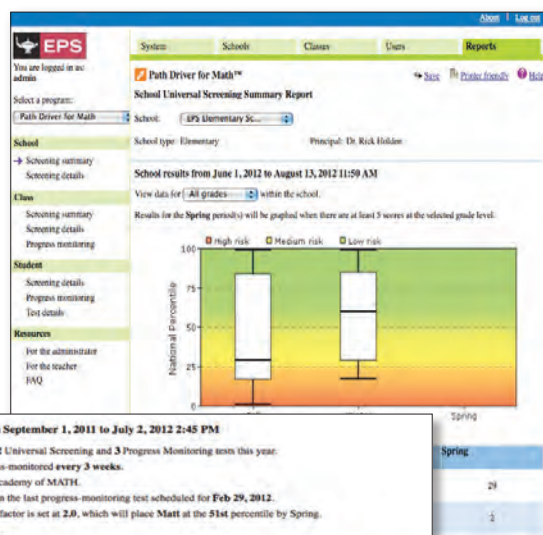 About | Log out
EPS
System Schools Classes Users Reports
You are logged in as:
admin
Select a program:
Path Driver for Math
Path Driver for Math™
Save Printer friendly Help
School Universal Screening Summary Report
School: EPS Elementary Sc...
School type: Elementary Principal: Dr. Rick Holden
School
Screening summary
Screening details
Class
Screening summary
Screening details
Progress monitoring
Student
Screening details
Progress monitoring
Test details
Resources
For the administrator
For the teacher
FAQ
School results from June 1, 2012 to August 13, 2012 11:59 AM
View data for All grades within the school.
Results for the Spring period(s) will be graphed when there are at least 5 scores at the selected grade level.
High risk Medium risk Low risk
National Percentile
100
75
50
25
0
Spring
September 1, 2011 to July 2, 2012 2:45 PM
Universal Screening and 3 Progress Monitoring tests this year.
monitored every 3 weeks.
cademy of MATH.
the last progress-monitoring test scheduled for Feb 29, 2012.
factor is set at 2.0, which will place Matt at the 51st percentile by Spring.
Spring
29
2